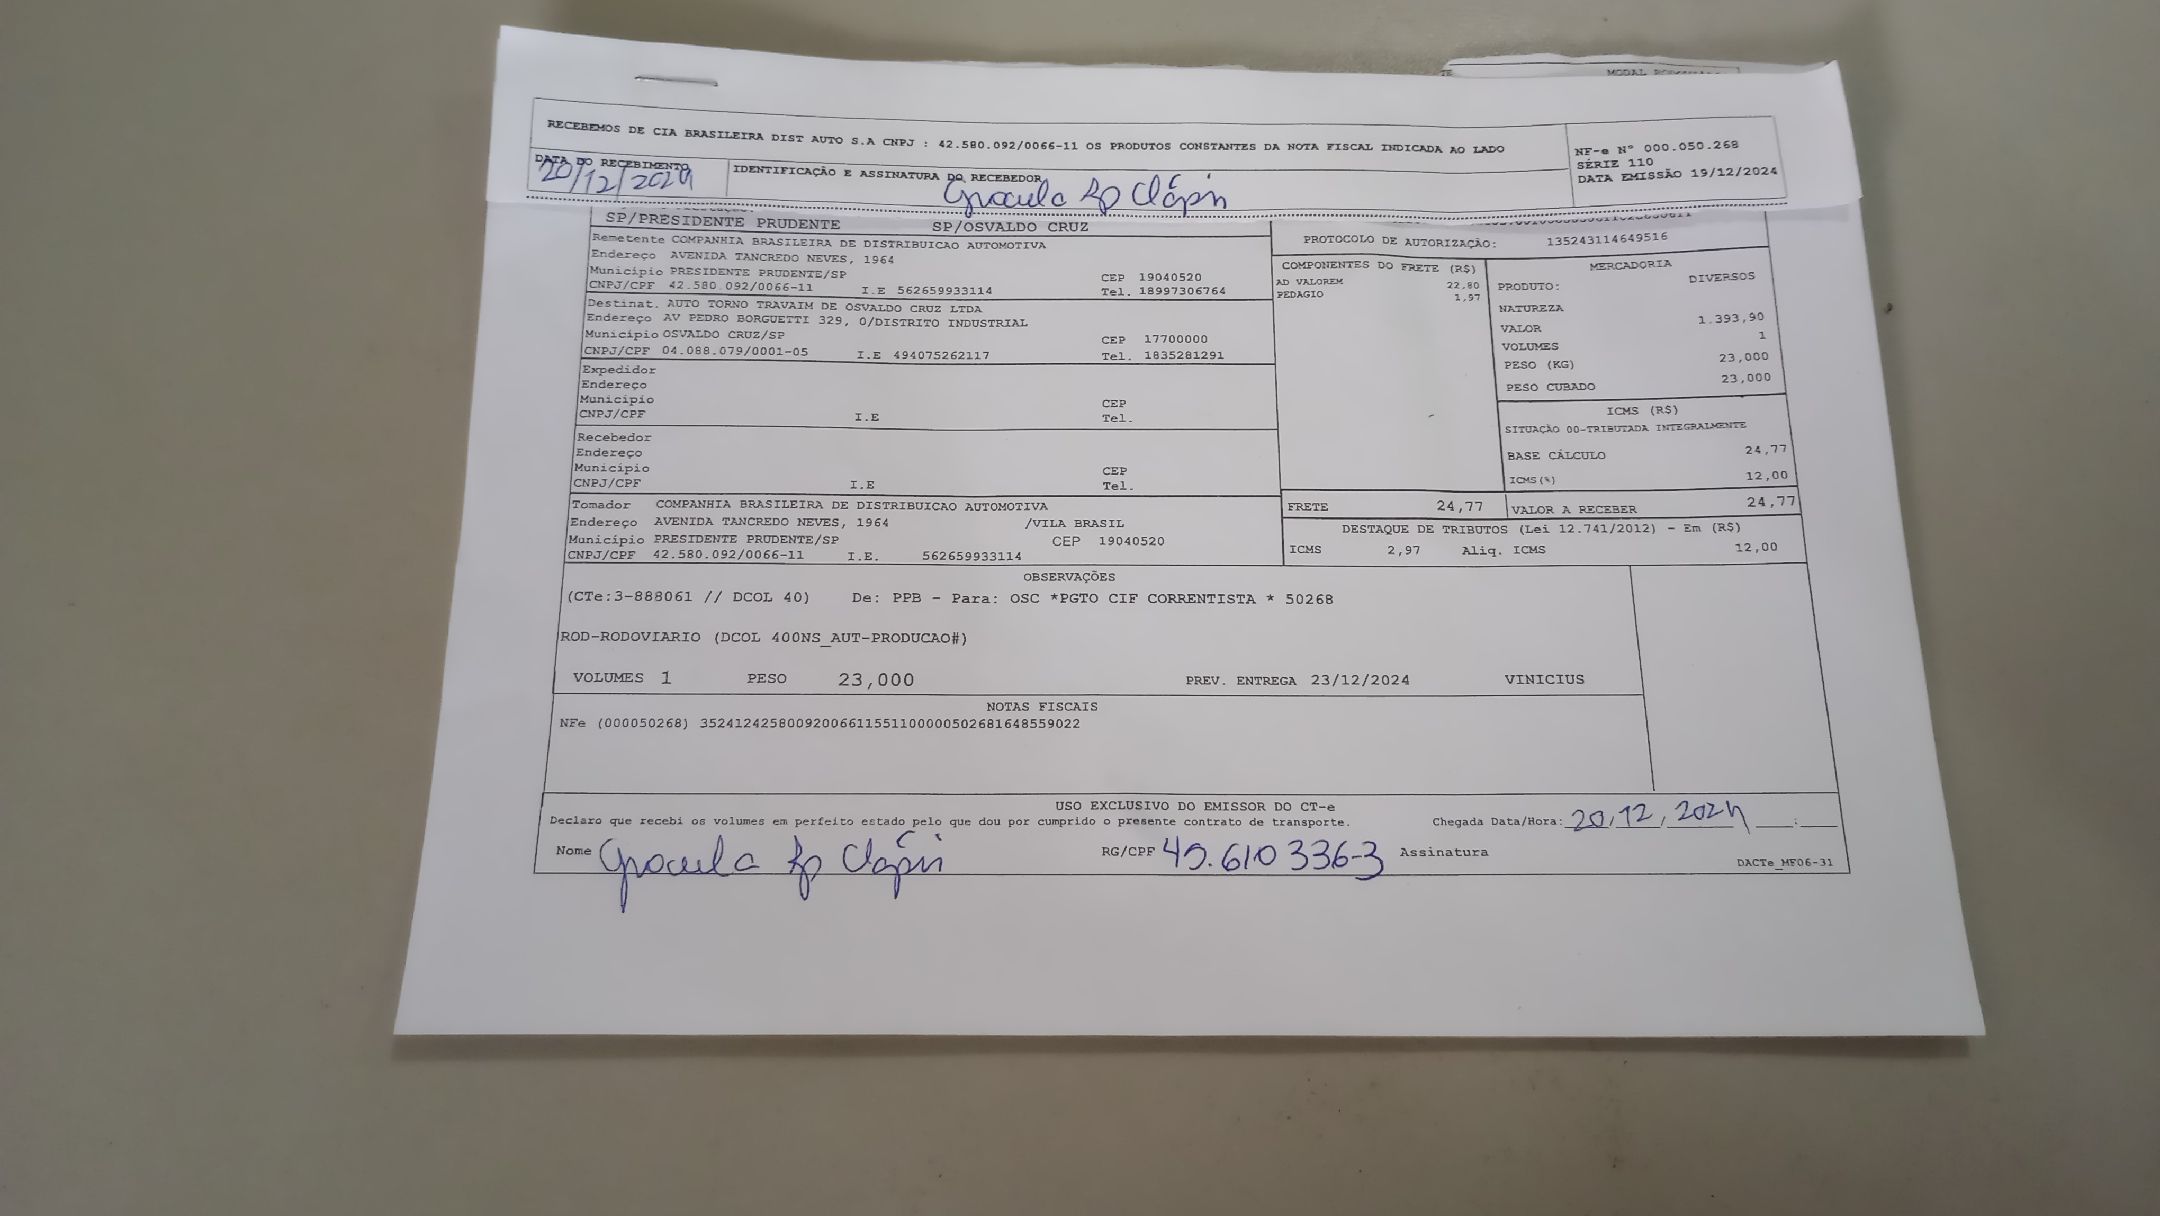 TE MODAL
RECEBEMOS DE CIA BRASILEIRA DIST AUTO S.A CNPJ : 42.580.092/0066-11 OS PRODUTOS CONSTANTES DA NOTA FISCAL INDICADA AO LADO
NF-e Nº 000.050.268
SÉRIE 110
DATA EMISSÃO 19/12/2024
DATA DO RECEBIMENTO
20/12/2024
IDENTIFICAÇÃO E ASSINATURA DO RECEBEDOR
SP/PRESIDENTE PRUDENTE SP/OSVALDO CRUZ
PROTOCOLO DE AUTORIZAÇÃO: 135243114649516
Remetente COMPANHIA BRASILEIRA DE DISTRIBUICAO AUTOMOTIVA
Endereço AVENIDA TANCREDO NEVES, 1964
Município PRESIDENTE PRUDENTE/SP CEP 19040520
CNPJ/CPF 42.580.092/0066-11 I.E 562659933114 Tel. 18997306764
Destinat. AUTO TORNO TRAVAIM DE OSVALDO CRUZ LTDA
Endereço AV PEDRO BORGUETTI 329, 0/DISTRITO INDUSTRIAL
Município OSVALDO CRUZ/SP CEP 17700000
CNPJ/CPF 04.088.079/0001-05 I.E 494075262117 Tel. 1835281291
Expedidor
Endereço
Município CEP
CNPJ/CPF I.E Tel.
Recebedor
Endereço
Município CEP
CNPJ/CPF I.E Tel.
Tomador COMPANHIA BRASILEIRA DE DISTRIBUICAO AUTOMOTIVA
Endereço AVENIDA TANCREDO NEVES, 1964 /VILA BRASIL
Município PRESIDENTE PRUDENTE/SP CEP 19040520
CNPJ/CPF 42.580.092/0066-11 I.E. 562659933114
COMPONENTES DO FRETE (R$)
AD VALOREM 22,80
PEDAGIO 1,97
MERCADORIA
PRODUTO: DIVERSOS
NATUREZA
VALOR 1.393,90
VOLUMES 1
PESO (KG) 23,000
PESO CUBADO 23,000
ICMS (R$)
SITUAÇÃO 00-TRIBUTADA INTEGRALMENTE
BASE CÁLCULO 24,77
ICMS(%) 12,00
FRETE 24,77 VALOR A RECEBER 24,77
DESTAQUE DE TRIBUTOS (Lei 12.741/2012) - Em (R$)
ICMS 2,97 Aliq. ICMS 12,00
OBSERVAÇÕES
(CTe:3-888061 // DCOL 40) De: PPB - Para: OSC *PGTO CIF CORRENTISTA * 50268
ROD-RODOVIARIO (DCOL 400NS_AUT-PRODUCAO#)
VOLUMES 1 PESO 23,000 PREV. ENTREGA 23/12/2024 VINICIUS
NOTAS FISCAIS
NFe (000050268) 35241242580092006611551100000502681648559022
USO EXCLUSIVO DO EMISSOR DO CT-e
Declaro que recebi os volumes em perfeito estado pelo que dou por cumprido o presente contrato de transporte. Chegada Data/Hora: 20/12/2024 __:__
Nome RG/CPF 45.610 336-3 Assinatura
DACTe_MF06-31